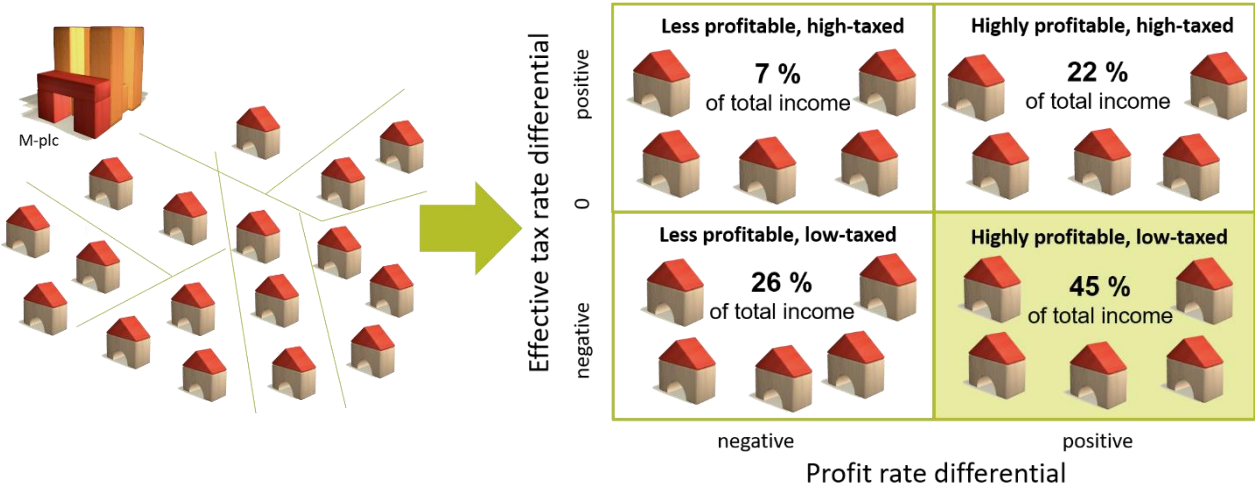 M-plc
Effective tax rate differential
positive
0
negative
Less profitable, high-taxed
7 %
of total income
Highly profitable, high-taxed
22 %
of total income
Less profitable, low-taxed
26 %
of total income
Highly profitable, low-taxed
45 %
of total income
negative
positive
Profit rate differential